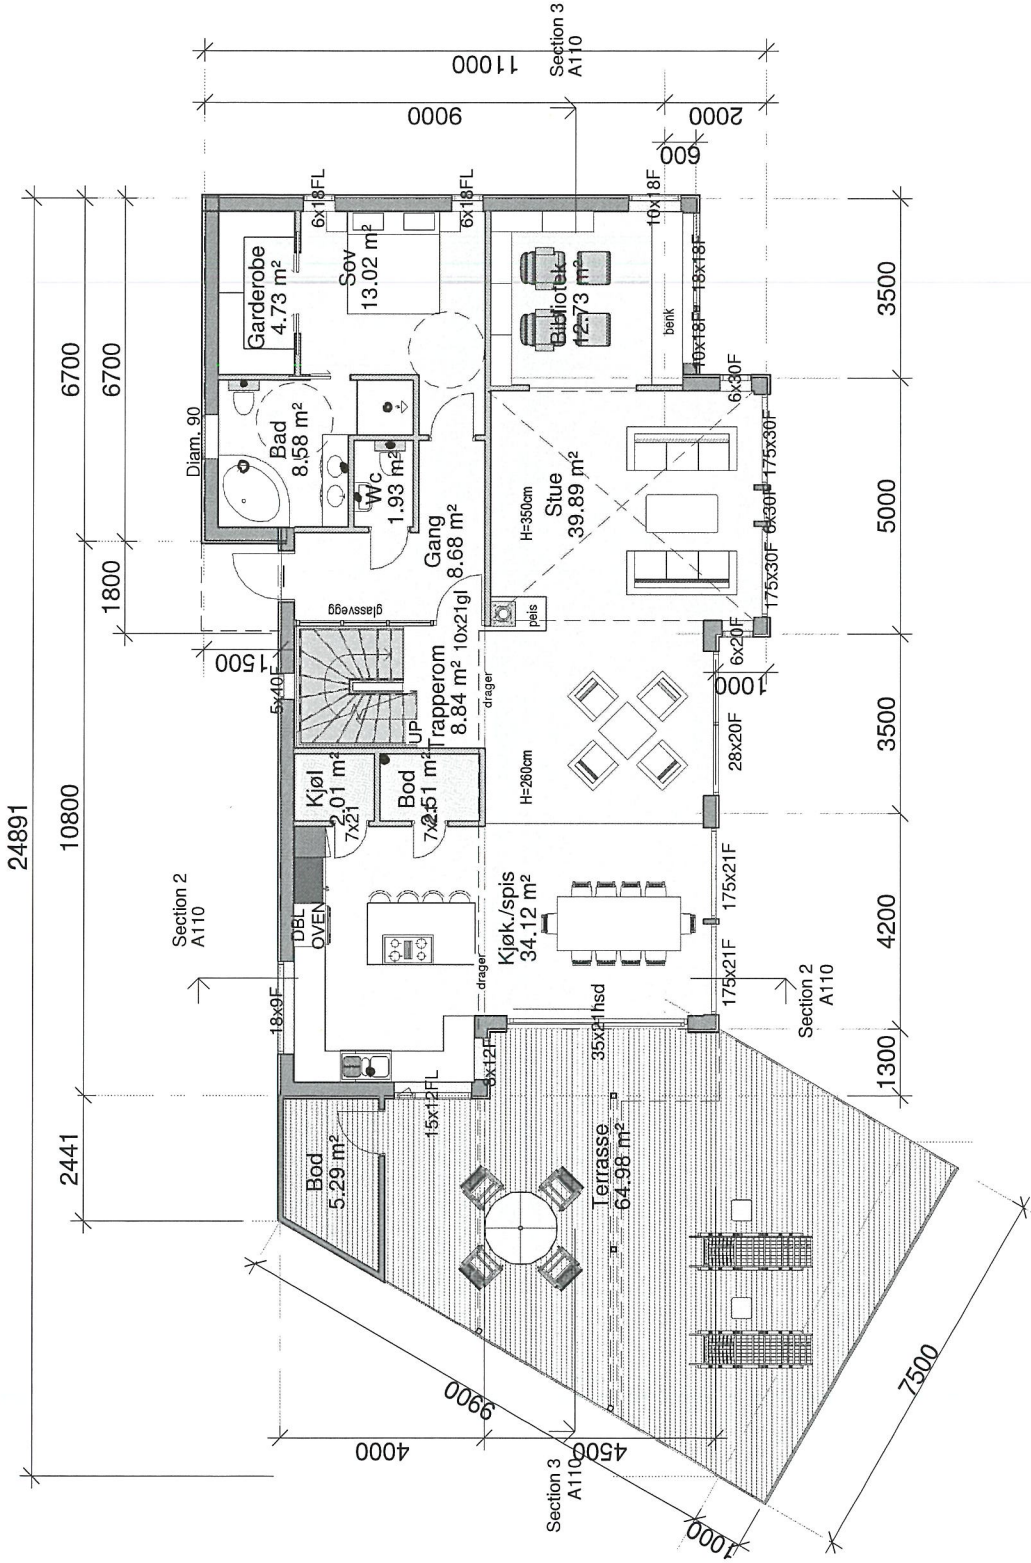 Section 3
A110
11000
9000
2000
600
24891
6700
10800
2441
6700
1800
1500
Diam. 90
6x18FL
6x18FL
10x18F
Garderobe
4.73 m²
Sov
13.02 m²
Bibliotek
12.73 m²
benk
10x18F
18x18F
6x30F
3500
Bad
8.58 m²
Wc
1.93 m²
Gang
8.68 m²
glassvegg
10x21gl
H=350cm
Stue
39.89 m²
peis
175x30F
6x30F
175x30F
5000
6x20F
1000
5x40F
UP
Trapperom
8.84 m²
drager
H=260cm
28x20F
3500
Kjøl
2.01 m²
7x21
Bod
2.51 m²
7x21
Section 2
A110
DBL
OVEN
Kjøk./spis
34.12 m²
drager
175x21F
175x21F
4200
18x9F
Section 2
A110
35x21hsd
8x12F
15x12FL
1300
Bod
5.29 m²
Terrasse
64.98 m²
4000
4500
9900
1000
7500
Section 3
A110